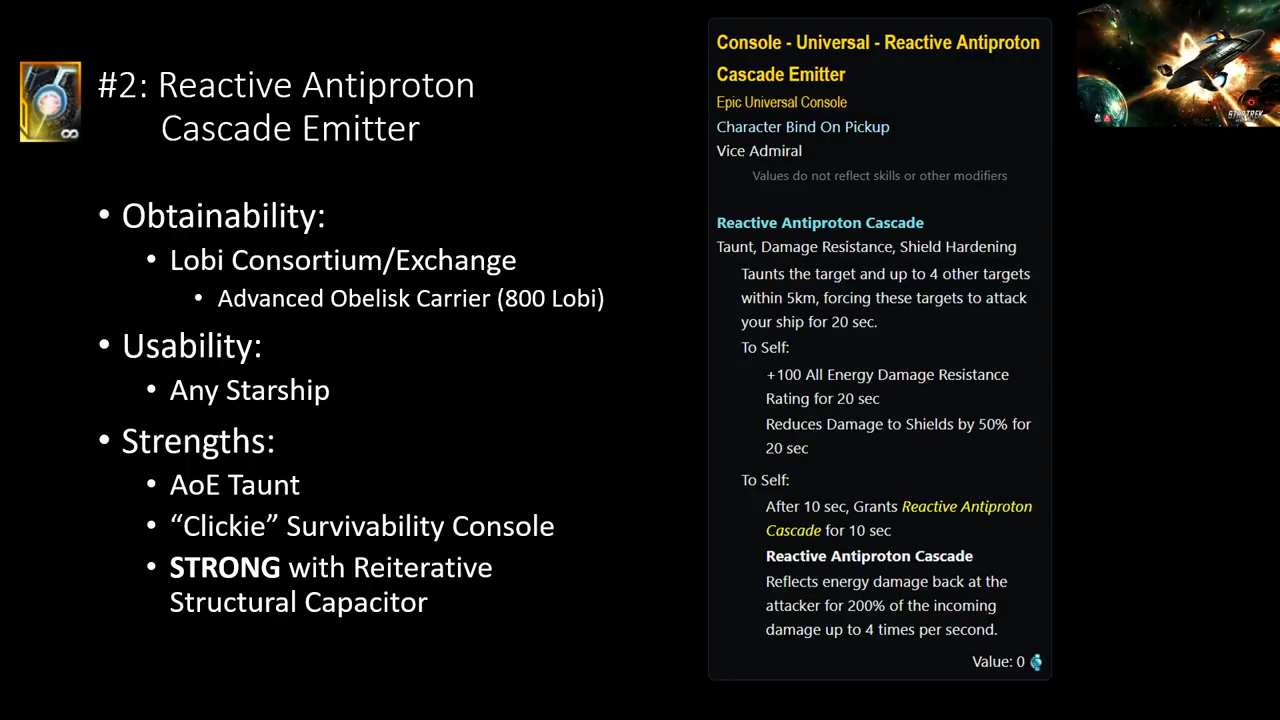 #2: Reactive Antiproton
Cascade Emitter
• Obtainability:
• Lobi Consortium/Exchange
• Advanced Obelisk Carrier (800 Lobi)
• Usability:
• Any Starship
• Strengths:
• AoE Taunt
• “Clickie” Survivability Console
• STRONG with Reiterative
Structural Capacitor
Console - Universal - Reactive Antiproton
Cascade Emitter
Epic Universal Console
Character Bind On Pickup
Vice Admiral
Values do not reflect skills or other modifiers
Reactive Antiproton Cascade
Taunt, Damage Resistance, Shield Hardening
Taunts the target and up to 4 other targets
within 5km, forcing these targets to attack
your ship for 20 sec.
To Self:
+100 All Energy Damage Resistance
Rating for 20 sec
Reduces Damage to Shields by 50% for
20 sec
To Self:
After 10 sec, Grants Reactive Antiproton
Cascade for 10 sec
Reactive Antiproton Cascade
Reflects energy damage back at the
attacker for 200% of the incoming
damage up to 4 times per second.
Value: 0
STAR TREK